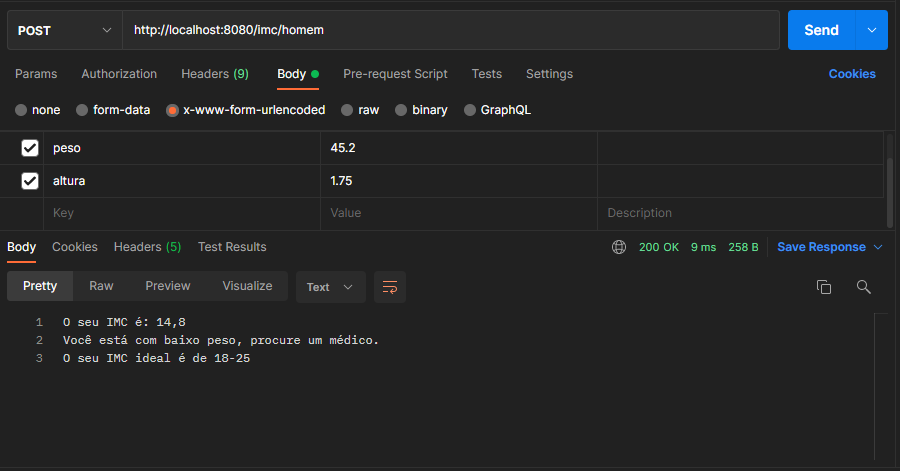 POST http://localhost:8080/imc/homem Send
Params Authorization Headers (9) Body Pre-request Script Tests Settings Cookies
none form-data x-www-form-urlencoded raw binary GraphQL
peso 45.2
altura 1.75
Key Value Description
Body Cookies Headers (5) Test Results 200 OK 9 ms 258 B Save Response
Pretty Raw Preview Visualize Text
1 O seu IMC é: 14,8
2 Você está com baixo peso, procure um médico.
3 O seu IMC ideal é de 18-25